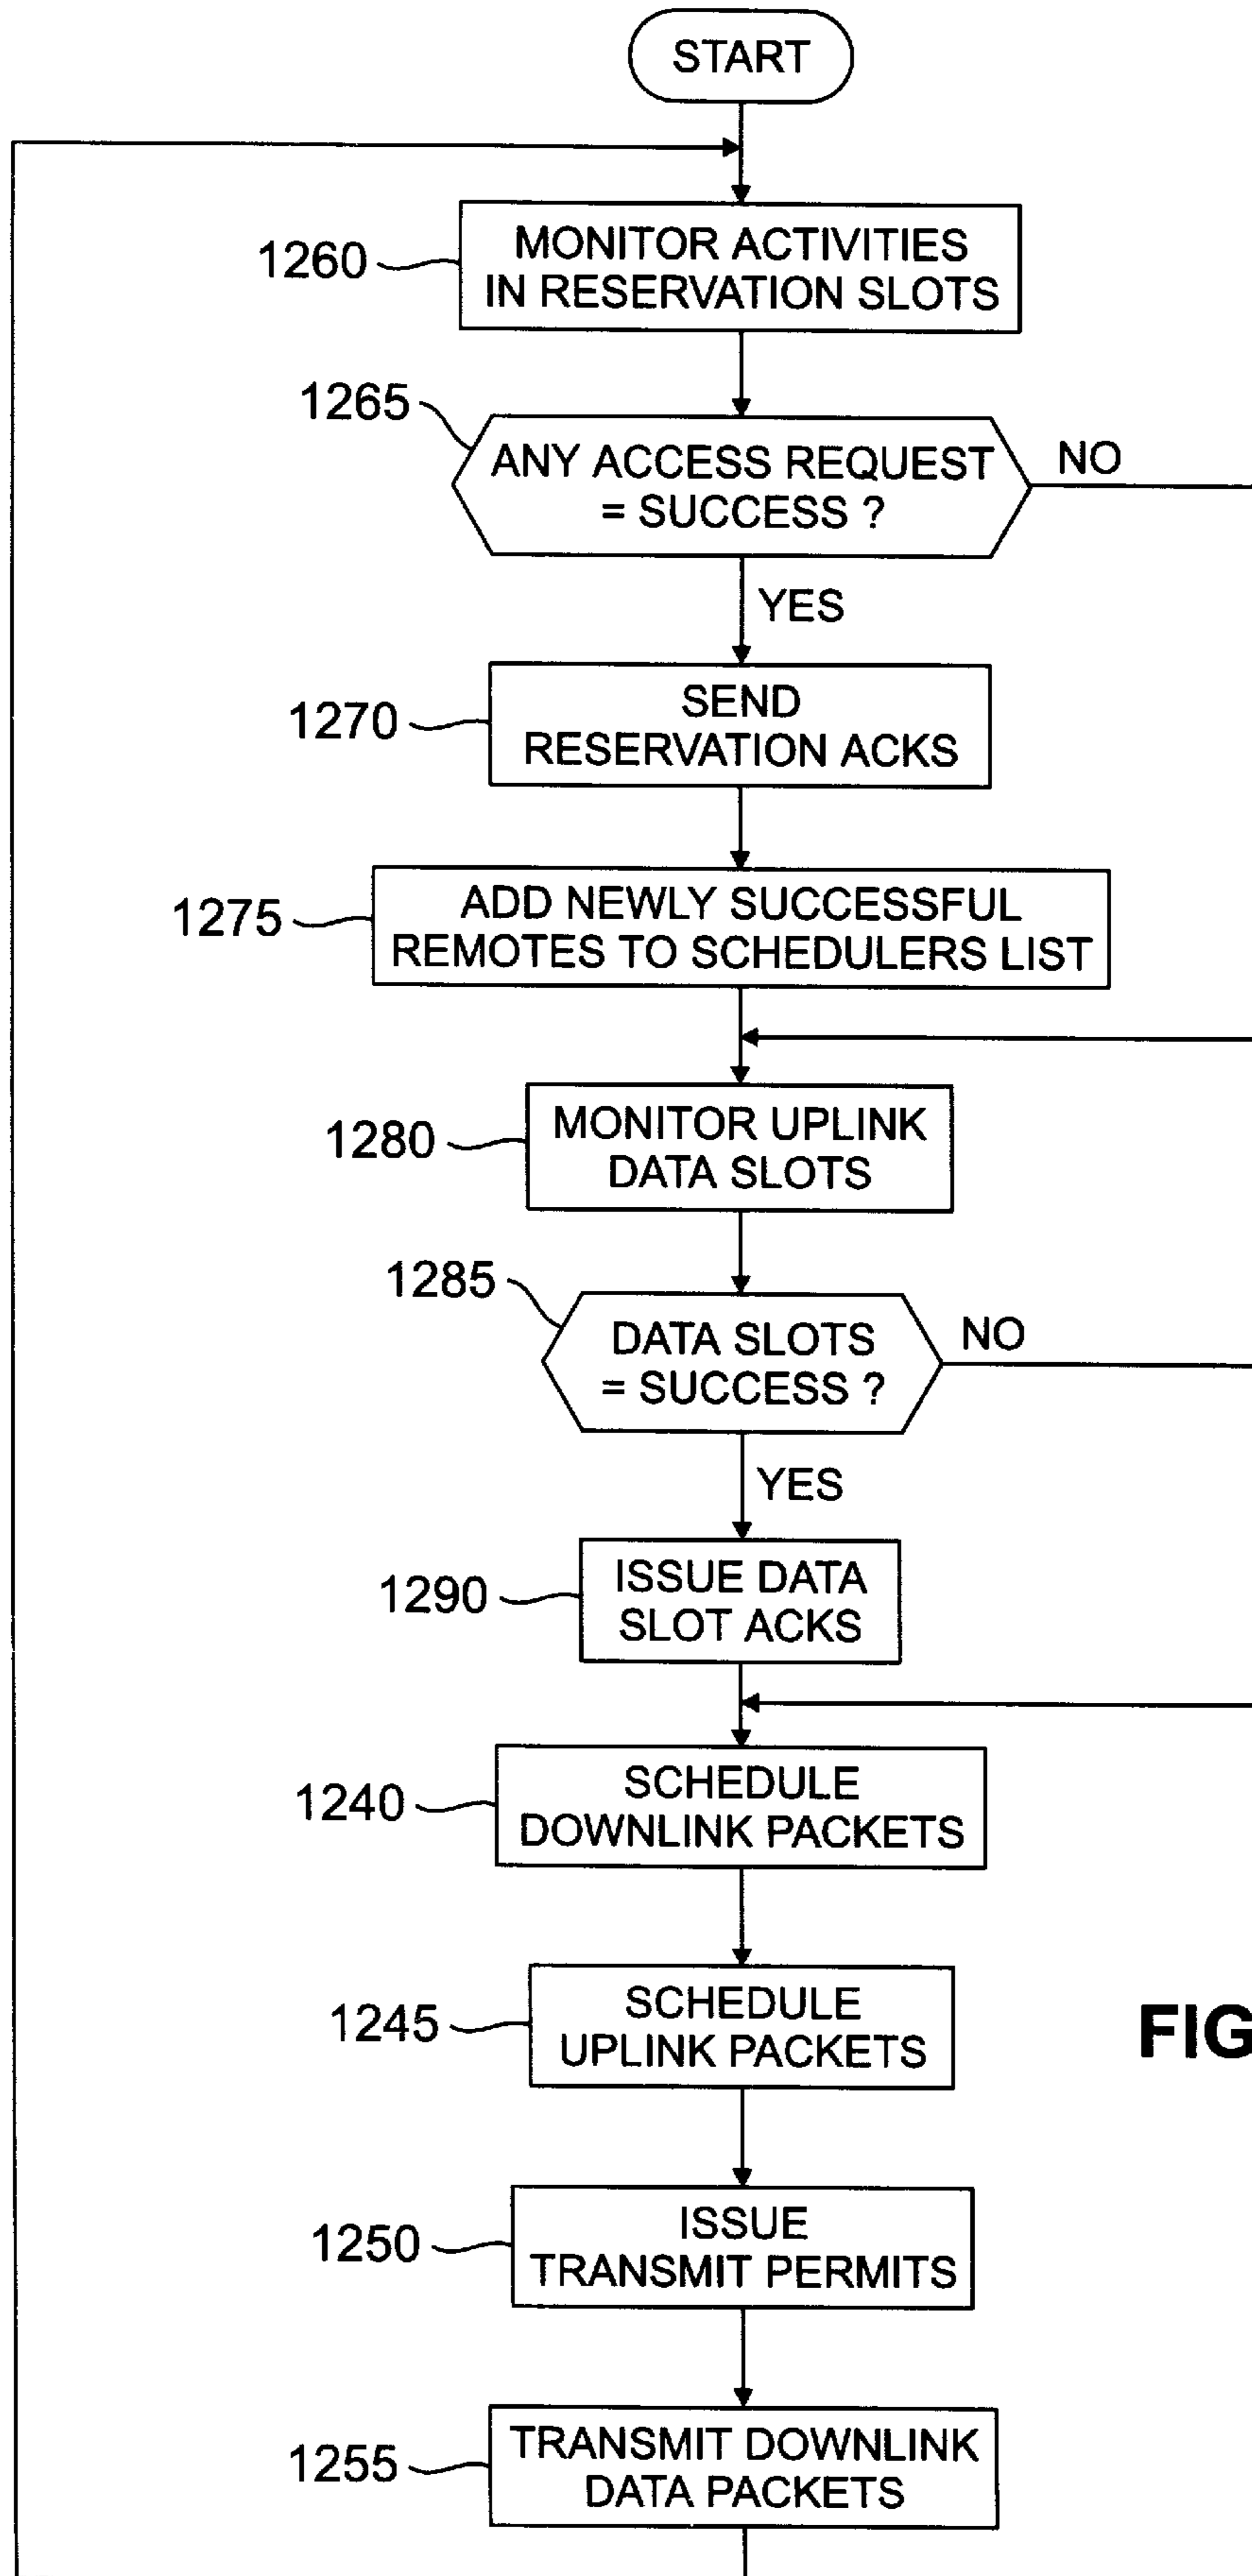 START
1260
MONITOR ACTIVITIES
IN RESERVATION SLOTS
1265
ANY ACCESS REQUEST
= SUCCESS ?
NO
YES
1270
SEND
RESERVATION ACKS
1275
ADD NEWLY SUCCESSFUL
REMOTES TO SCHEDULERS LIST
1280
MONITOR UPLINK
DATA SLOTS
1285
DATA SLOTS
= SUCCESS ?
NO
YES
1290
ISSUE DATA
SLOT ACKS
1240
SCHEDULE
DOWNLINK PACKETS
1245
SCHEDULE
UPLINK PACKETS
FIG
1250
ISSUE
TRANSMIT PERMITS
1255
TRANSMIT DOWNLINK
DATA PACKETS